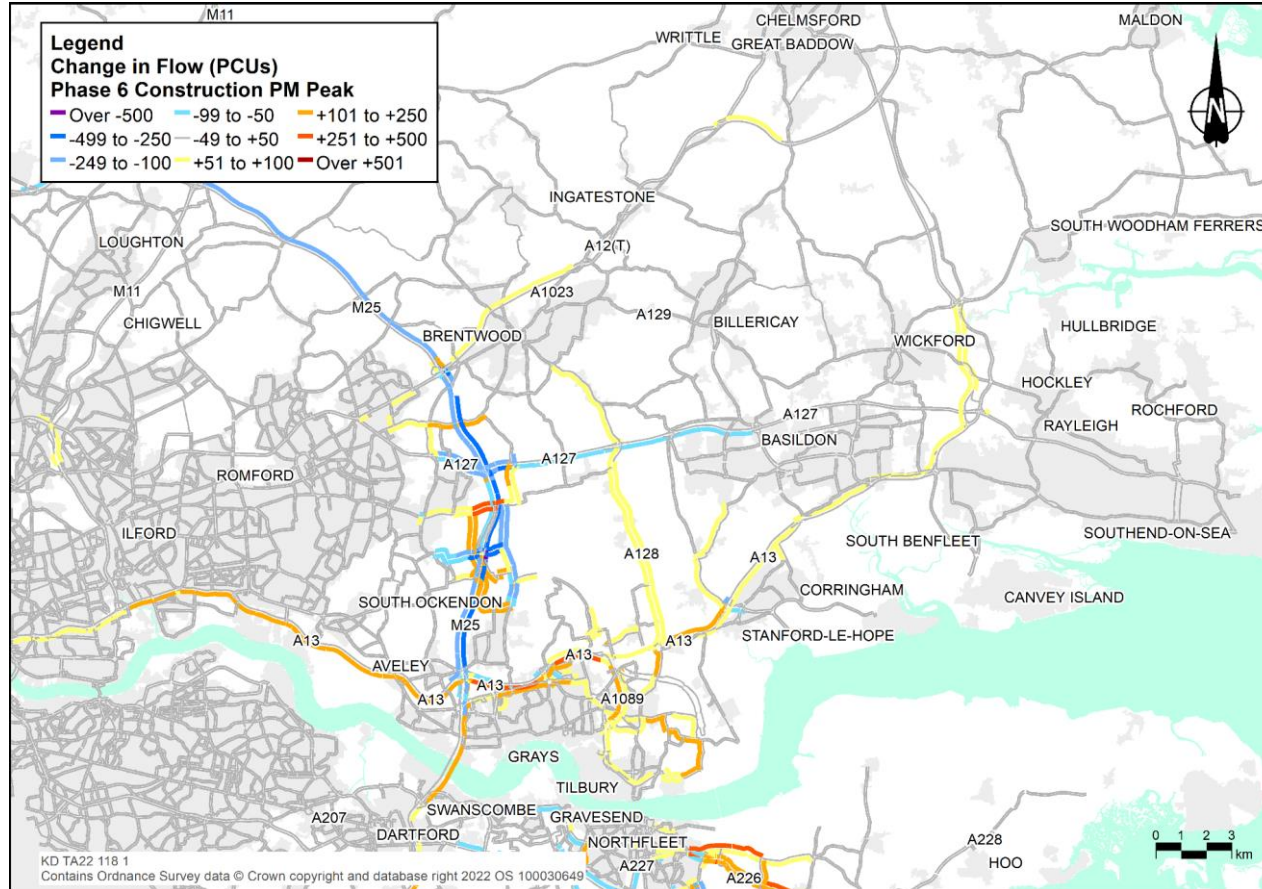 M11
CHELMSFORD
MALDON
WRITTLE
GREAT BADDOW
Legend
Change in Flow (PCUs)
Phase 6 Construction PM Peak
Over -500
-99 to -50
+101 to +250
-499 to -250
-49 to +50
+251 to +500
-249 to -100
+51 to +100
Over +501
N
INGATESTONE
SOUTH WOODHAM FERRERS
LOUGHTON
A12(T)
M11
A1023
M25
CHIGWELL
A129
BILLERICAY
HULLBRIDGE
BRENTWOOD
WICKFORD
HOCKLEY
ROCHFORD
A127
RAYLEIGH
BASILDON
A127
A127
ROMFORD
ILFORD
SOUTHEND-ON-SEA
SOUTH BENFLEET
A128
A13
CORRINGHAM
CANVEY ISLAND
SOUTH OCKENDON
M25
STANFORD-LE-HOPE
A13
A13
A13
AVELEY
A13
A13
A1089
GRAYS
TILBURY
SWANSCOMBE
GRAVESEND
A207
DARTFORD
NORTHFLEET
A228
HOO
A227
A226
0 1 2 3
km
KD TA22 118 1
Contains Ordnance Survey data © Crown copyright and database right 2022 OS 100030649